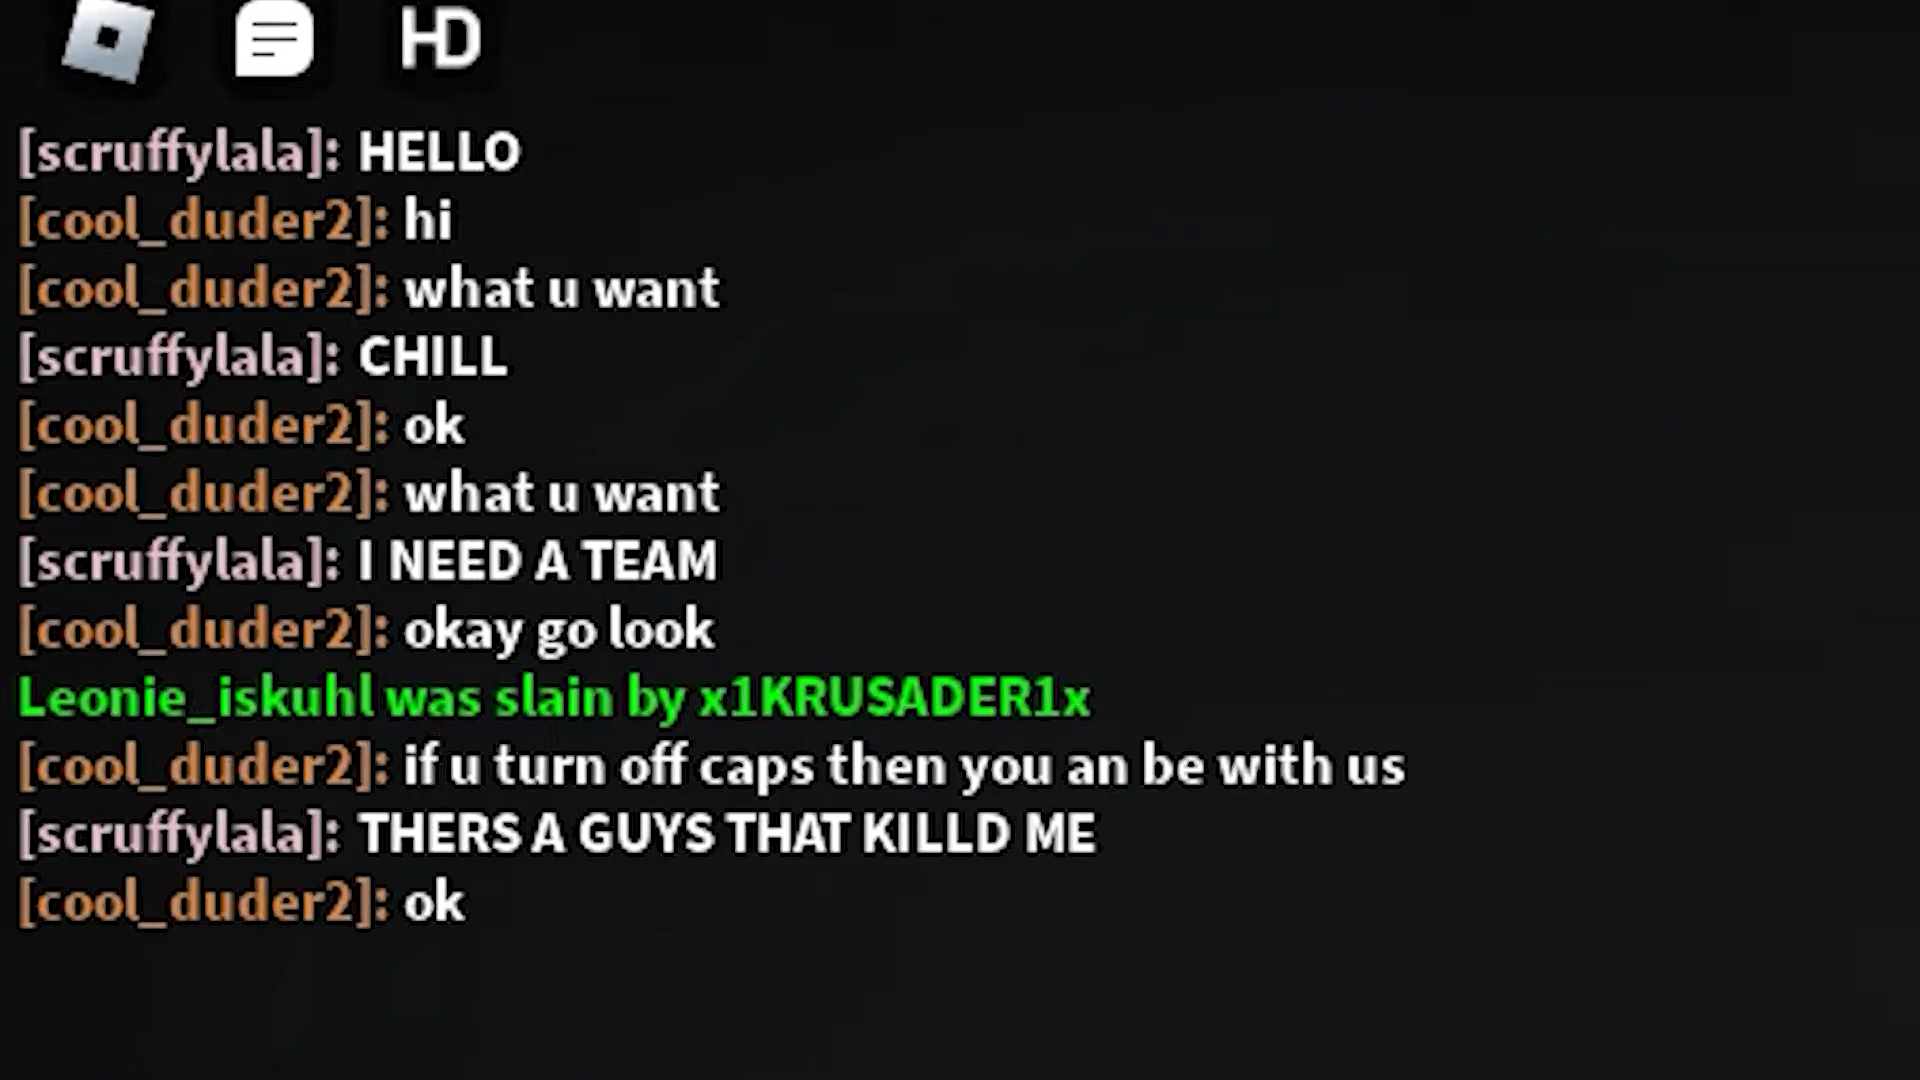 HD
[scruffylala]: HELLO
[cool_duder2]: hi
[cool_duder2]: what u want
[scruffylala]: CHILL
[cool_duder2]: ok
[cool_duder2]: what u want
[scruffylala]: I NEED A TEAM
[cool_duder2]: okay go look
Leonie_iskuhl was slain by x1KRUSADER1x
[cool_duder2]: if u turn off caps then you an be with us
[scruffylala]: THERS A GUYS THAT KILLD ME
[cool_duder2]: ok